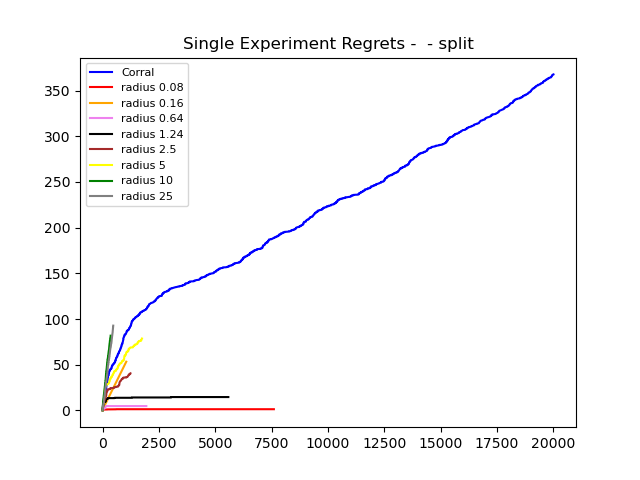 Single Experiment Regrets -  - split
Corral
radius 0.08
radius 0.16
radius 0.64
radius 1.24
radius 2.5
radius 5
radius 10
radius 25
350
300
250
200
150
100
50
0
0 2500 5000 7500 10000 12500 15000 17500 20000